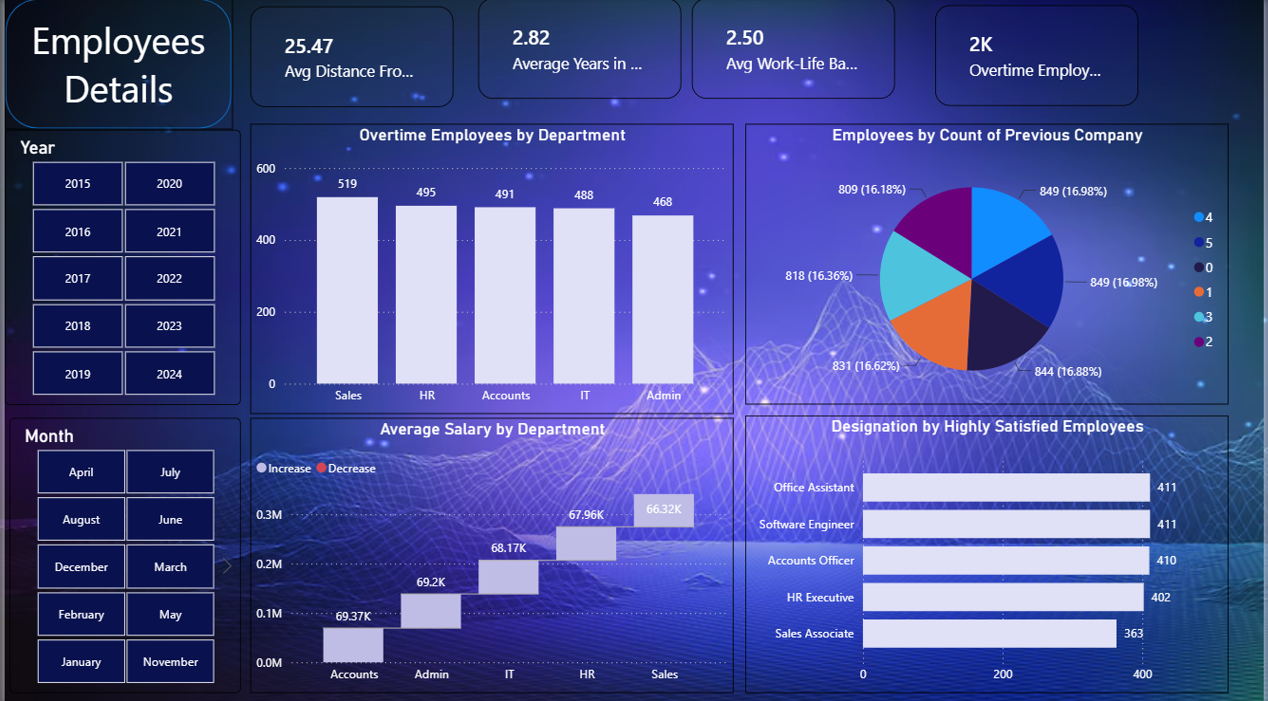 Employees
Details
25.47
Avg Distance Fro...
2.82
Average Years in ...
2.50
Avg Work-Life Ba...
2K
Overtime Employ...
Year
2015
2020
2016
2021
2017
2022
2018
2023
2019
2024
Month
April
July
August
June
December
March
February
May
January
November
Overtime Employees by Department
600
400
200
0
519
495
491
488
468
Sales
HR
Accounts
IT
Admin
Employees by Count of Previous Company
809 (16.18%)
849 (16.98%)
818 (16.36%)
849 (16.98%)
831 (16.62%)
844 (16.88%)
4
5
0
1
3
2
Average Salary by Department
Increase
Decrease
0.3M
0.2M
0.1M
0.0M
69.37K
69.2K
68.17K
67.96K
66.32K
Accounts
Admin
IT
HR
Sales
Designation by Highly Satisfied Employees
Office Assistant
411
Software Engineer
411
Accounts Officer
410
HR Executive
402
Sales Associate
363
0
200
400